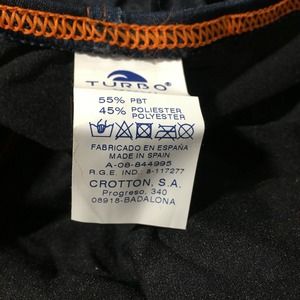 TURBO®
55% PBT
45% POLIESTER
POLYESTER
FABRICADO EN ESPAÑA
MADE IN SPAIN
A-08-844995
R.G.E. IND.: 8-117277
CROTTON, S.A.
Progreso, 340
08918-BADALONA